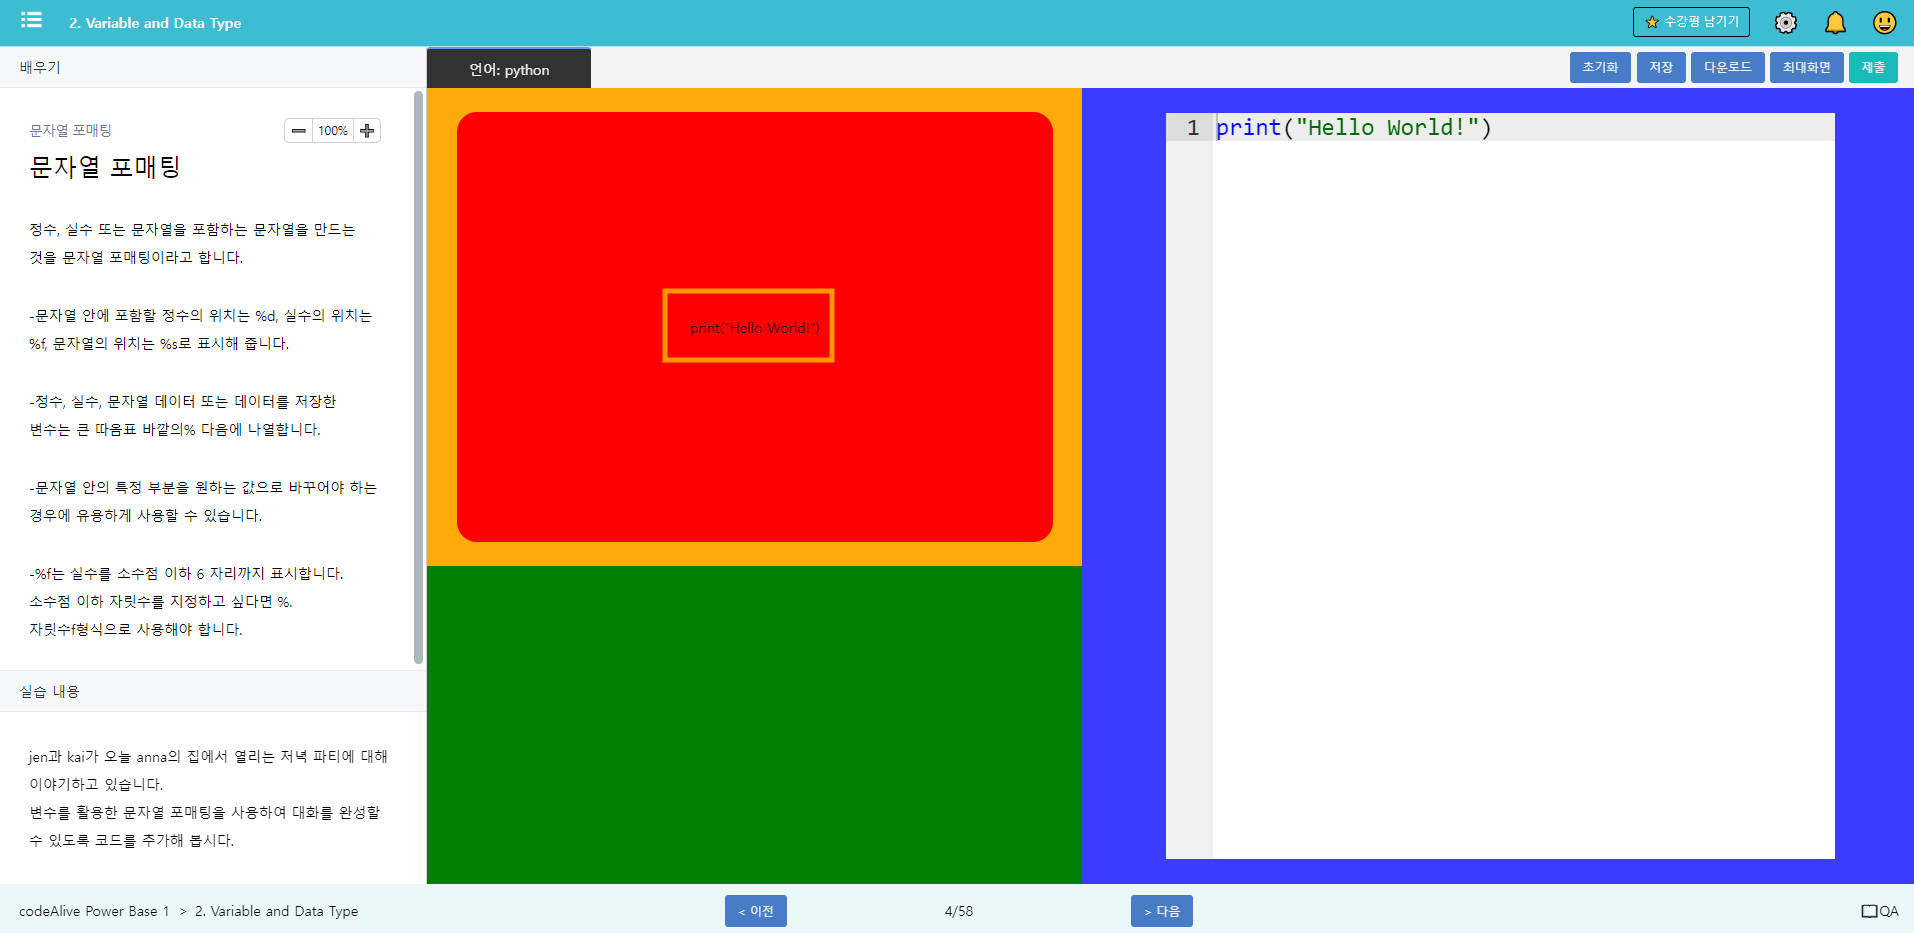 2. Variable and Data Type
수강평 남기기
배우기
언어: python
초기화
저장
다운로드
최대화면
제출
문자열 포매팅
100%
문자열 포매팅
정수, 실수 또는 문자열을 포함하는 문자열을 만드는
것을 문자열 포매팅이라고 합니다.
-문자열 안에 포함할 정수의 위치는 %d, 실수의 위치는
%f, 문자열의 위치는 %s로 표시해 줍니다.
-정수, 실수, 문자열 데이터 또는 데이터를 저장한
변수는 큰 따옴표 바깥의% 다음에 나열합니다.
-문자열 안의 특정 부분을 원하는 값으로 바꾸어야 하는
경우에 유용하게 사용할 수 있습니다.
-%f는 실수를 소수점 이하 6 자리까지 표시합니다.
소수점 이하 자릿수를 지정하고 싶다면 %.
자릿수f형식으로 사용해야 합니다.
실습 내용
jen과 kai가 오늘 anna의 집에서 열리는 저녁 파티에 대해
이야기하고 있습니다.
변수를 활용한 문자열 포매팅을 사용하여 대화를 완성할
수 있도록 코드를 추가해 봅시다.
print("Hello World!")
1 print("Hello World!")
codeAlive Power Base 1 > 2. Variable and Data Type
< 이전
4/58
> 다음
QA